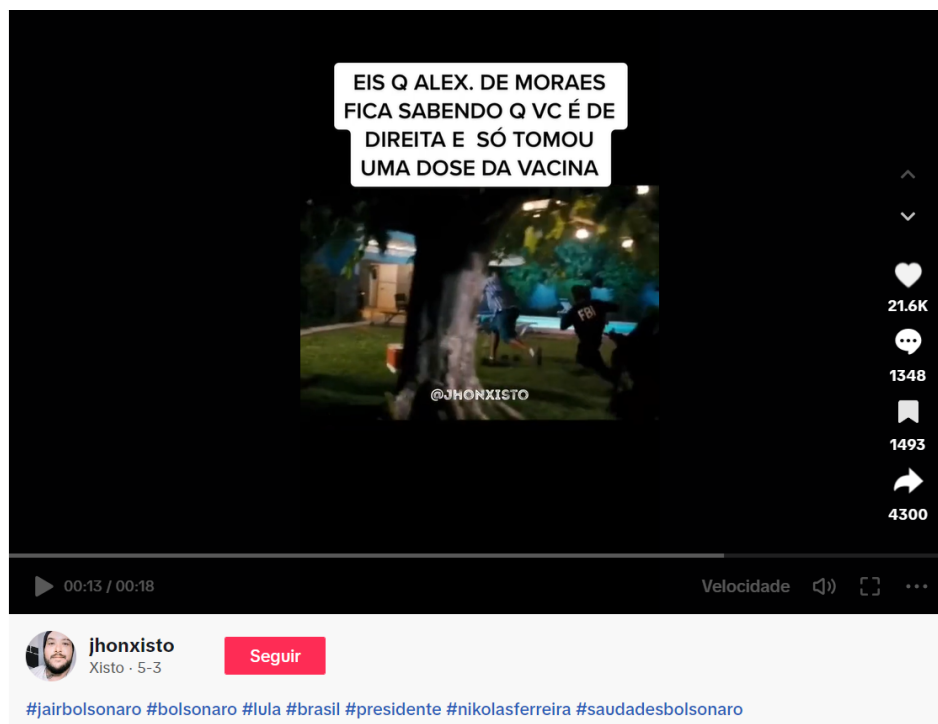 EIS Q ALEX. DE MORAES
FICA SABENDO Q VC É DE
DIREITA E SÓ TOMOU
UMA DOSE DA VACINA
FBI
@JHONXISTO
21.6K
1348
1493
4300
00:13 / 00:18
Velocidade
jhonxisto
Xisto · 5-3
Seguir
#jairbolsonaro #bolsonaro #lula #brasil #presidente #nikolasferreira #saudadesbolsonaro